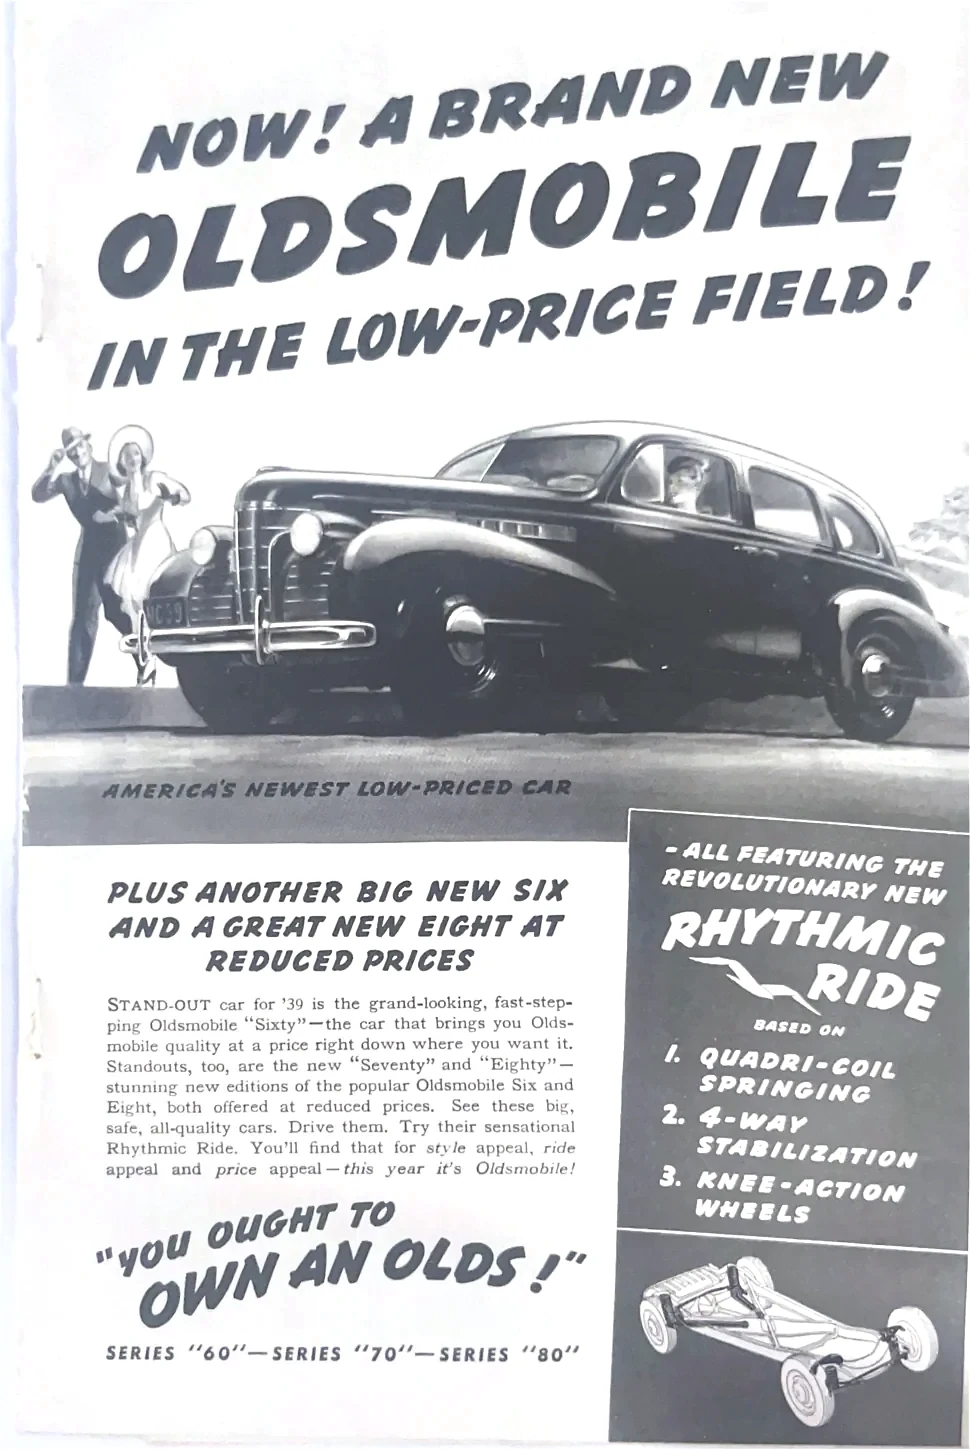 NOW! A BRAND NEW
OLDSMOBILE
IN THE LOW-PRICE FIELD!
AMERICA'S NEWEST LOW-PRICED CAR
PLUS ANOTHER BIG NEW SIX
AND A GREAT NEW EIGHT AT
REDUCED PRICES
STAND-OUT car for '39 is the grand-looking, fast-step-
ping Oldsmobile "Sixty"—the car that brings you Olds-
mobile quality at a price right down where you want it.
Standouts, too, are the new "Seventy" and "Eighty"—
stunning new editions of the popular Oldsmobile Six and
Eight, both offered at reduced prices. See these big,
safe, all-quality cars. Drive them. Try their sensational
Rhythmic Ride. You'll find that for style appeal, ride
appeal and price appeal—this year it's Oldsmobile!
"YOU OUGHT TO
OWN AN OLDS!"
SERIES "60"—SERIES "70"—SERIES "80"
- ALL FEATURING THE
REVOLUTIONARY NEW
RHYTHMIC
RIDE
BASED ON
1. QUADRI-COIL
SPRINGING
2. 4-WAY
STABILIZATION
3. KNEE-ACTION
WHEELS